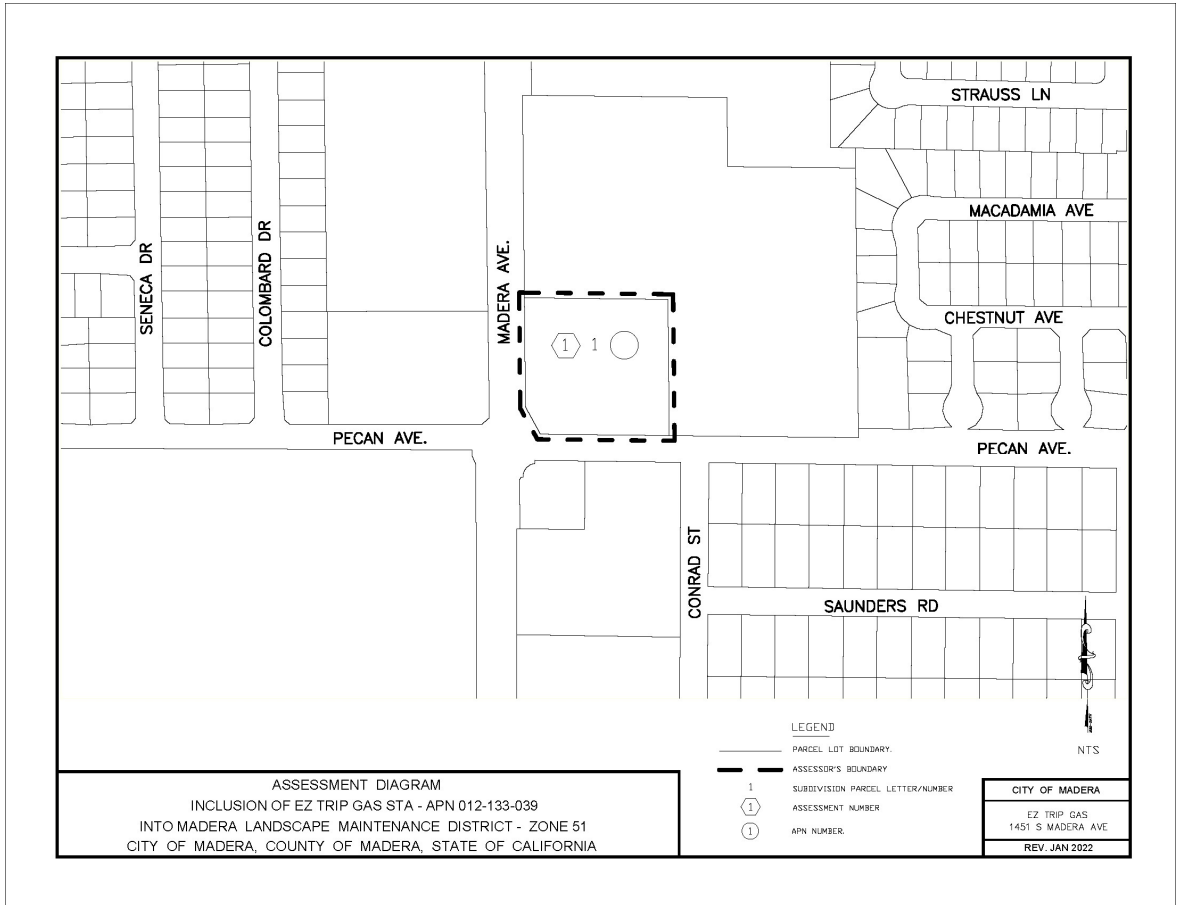 STRAUSS LN
MACADAMIA AVE
SENECA DR
COLOMBARD DR
MADERA AVE.
CHESTNUT AVE
1 1
PECAN AVE.
PECAN AVE.
CONRAD ST
SAUNDERS RD
NTS
LEGEND
PARCEL LOT BOUNDARY.
ASSESSOR'S BOUNDARY
1 SUBDIVISION PARCEL LETTER/NUMBER
1 ASSESSMENT NUMBER
1 APN NUMBER.
ASSESSMENT DIAGRAM
INCLUSION OF EZ TRIP GAS STA - APN 012-133-039
INTO MADERA LANDSCAPE MAINTENANCE DISTRICT - ZONE 51
CITY OF MADERA, COUNTY OF MADERA, STATE OF CALIFORNIA
CITY OF MADERA
EZ TRIP GAS
1451 S MADERA AVE
REV. JAN 2022